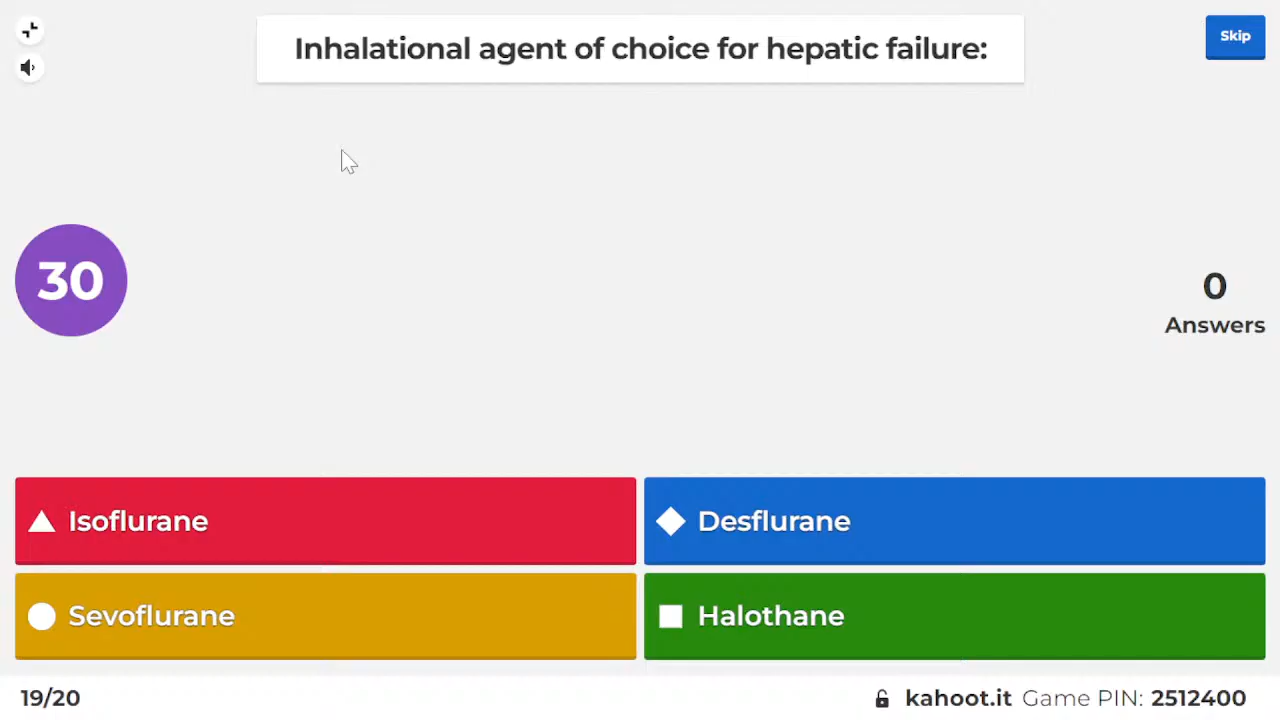 Inhalational agent of choice for hepatic failure:
Skip
30
0
Answers
Isoflurane
Desflurane
Sevoflurane
Halothane
19/20
kahoot.it Game PIN: 2512400